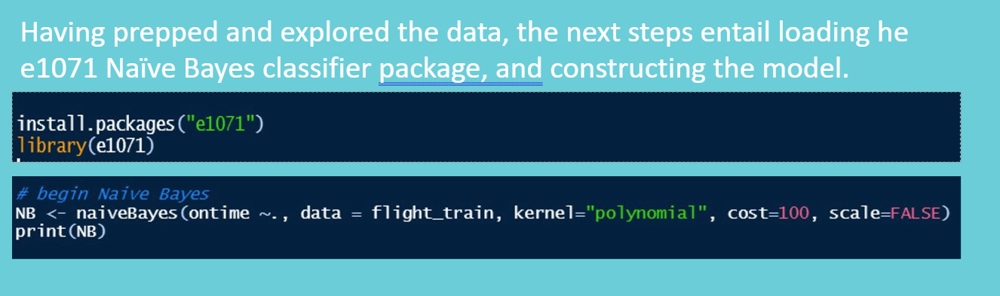 Having prepped and explored the data, the next steps entail loading he
e1071 Naïve Bayes classifier package, and constructing the model.
install.packages("e1071")
library(e1071)
# begin Naive Bayes
NB <- naiveBayes(ontime ~., data = flight_train, kernel="polynomial", cost=100, scale=FALSE)
print(NB)